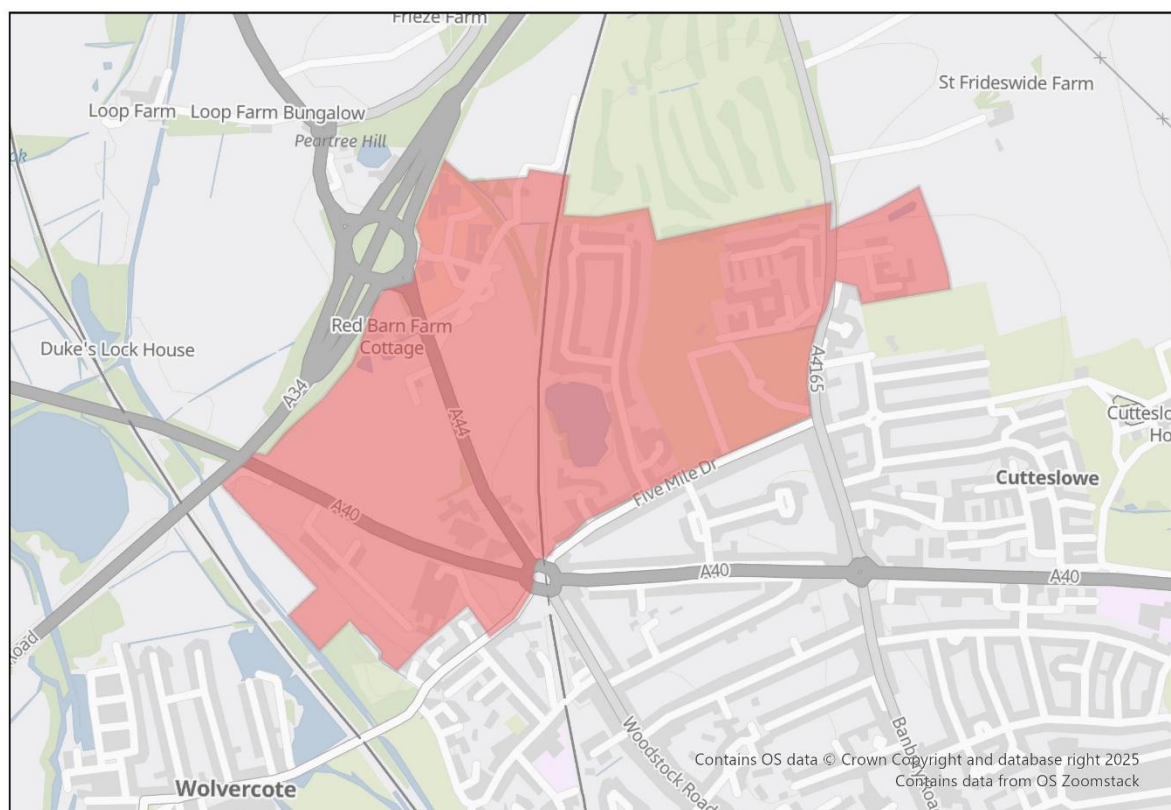 Frieze Farm
St Frideswide Farm
Loop Farm
Loop Farm Bungalow
Peartree Hill
Red Barn Farm
Cottage
Duke's Lock House
A34
A44
A4165
Five Mile Dr
Cutteslowe
A40
A40
A40
Road
Woodstock Road
Wolvercote
Contains OS data © Crown Copyright and database right 2025
Contains data from OS Zoomstack